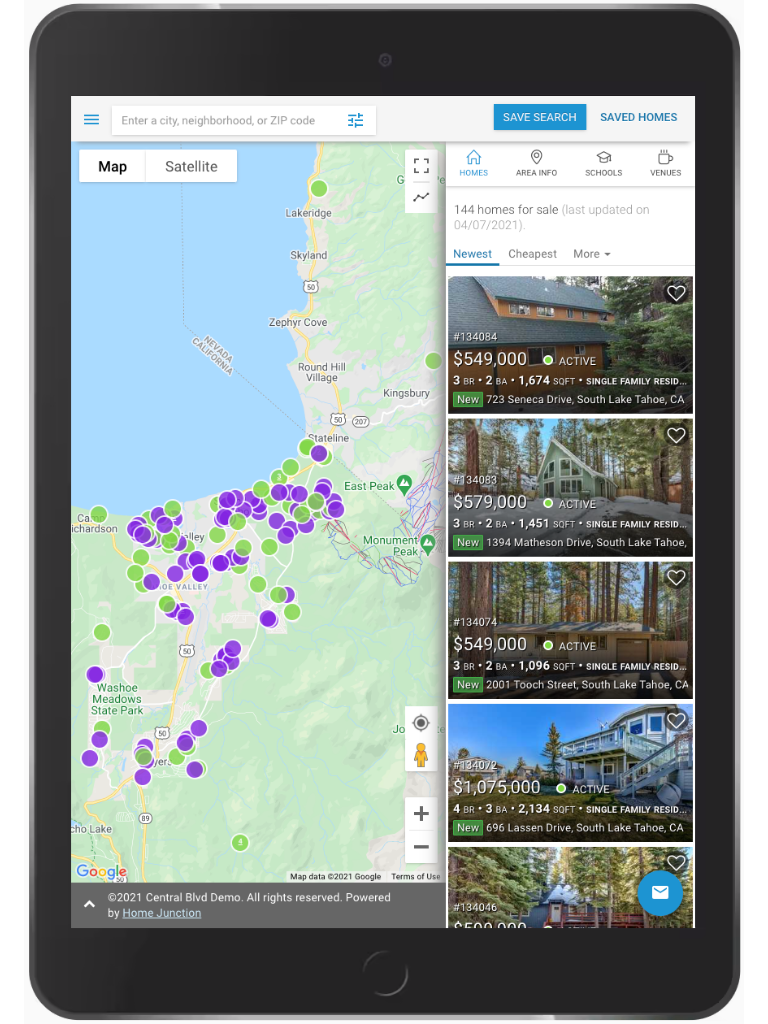 Enter a city, neighborhood, or ZIP code
SAVE SEARCH
SAVED HOMES
Map
Satellite
Lakeridge
Skyland
50
Zephyr Cove
NEVADA
CALIFORNIA
Round Hill
Village
Kingsbury
50
207
Stateline
East Peak
Monument
Peak
50
Washoe
Meadows
State Park
50
89
Google
50
Map data ©2021 Google
Terms of Use
©2021 Central Blvd Demo. All rights reserved. Powered
by Home Junction
HOMES
AREA INFO
SCHOOLS
VENUES
144 homes for sale (last updated on
04/07/2021).
Newest
Cheapest
More
#134084
$549,000 ACTIVE
3 BR • 2 BA • 1,674 SQFT • SINGLE FAMILY RESID...
New 723 Seneca Drive, South Lake Tahoe, CA
#134083
$579,000 ACTIVE
3 BR • 2 BA • 1,451 SQFT • SINGLE FAMILY RESID...
New 1394 Matheson Drive, South Lake Tahoe,
#134074
$549,000 ACTIVE
3 BR • 2 BA • 1,096 SQFT • SINGLE FAMILY RESID...
New 2001 Tooch Street, South Lake Tahoe, CA
#134072
$1,075,000 ACTIVE
4 BR • 3 BA • 2,134 SQFT • SINGLE FAMILY RESID...
New 696 Lassen Drive, South Lake Tahoe, CA
#134046